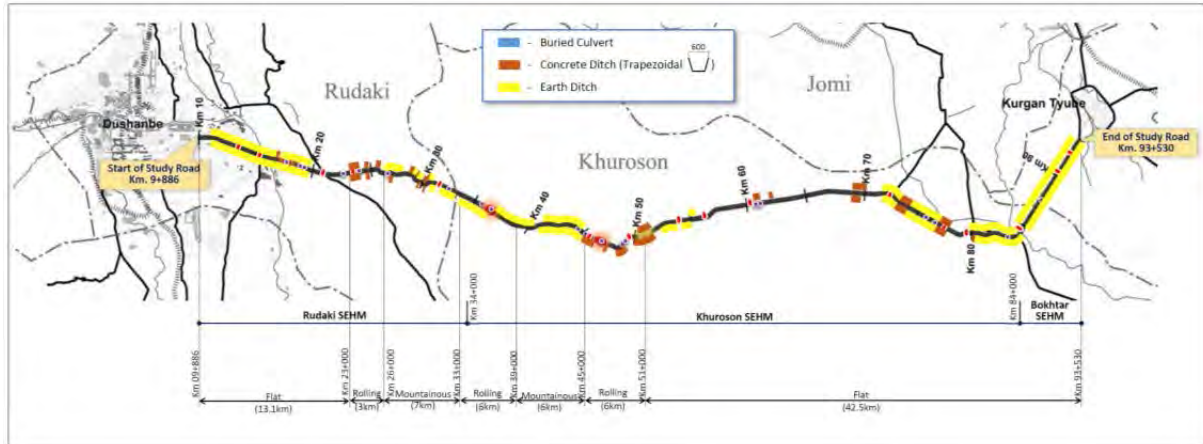 600
- Buried Culvert
- Concrete Ditch (Trapezoidal )
- Earth Ditch
Rudaki
Jomi
Khuroson
Dushanbe
Kurgan Tyube
Start of Study Road
Km. 9+886
End of Study Road
Km. 93+530
Km 10
Km 20
Km 30
Km 40
Km 50
Km 60
Km 70
Km 80
Km 80
Rudaki SEHM
Km 34+000
Khuroson SEHM
Km 84+000
Bokhtar
SEHM
Km 09+886
Km 23+000
Km 26+000
Km 33+000
Km 39+000
Km 45+000
Km 51+000
Km 93+530
Flat
(13.1km)
Rolling
(3km)
Mountainous
(7km)
Rolling
(6km)
Mountainous
(6km)
Rolling
(6km)
Flat
(42.5km)